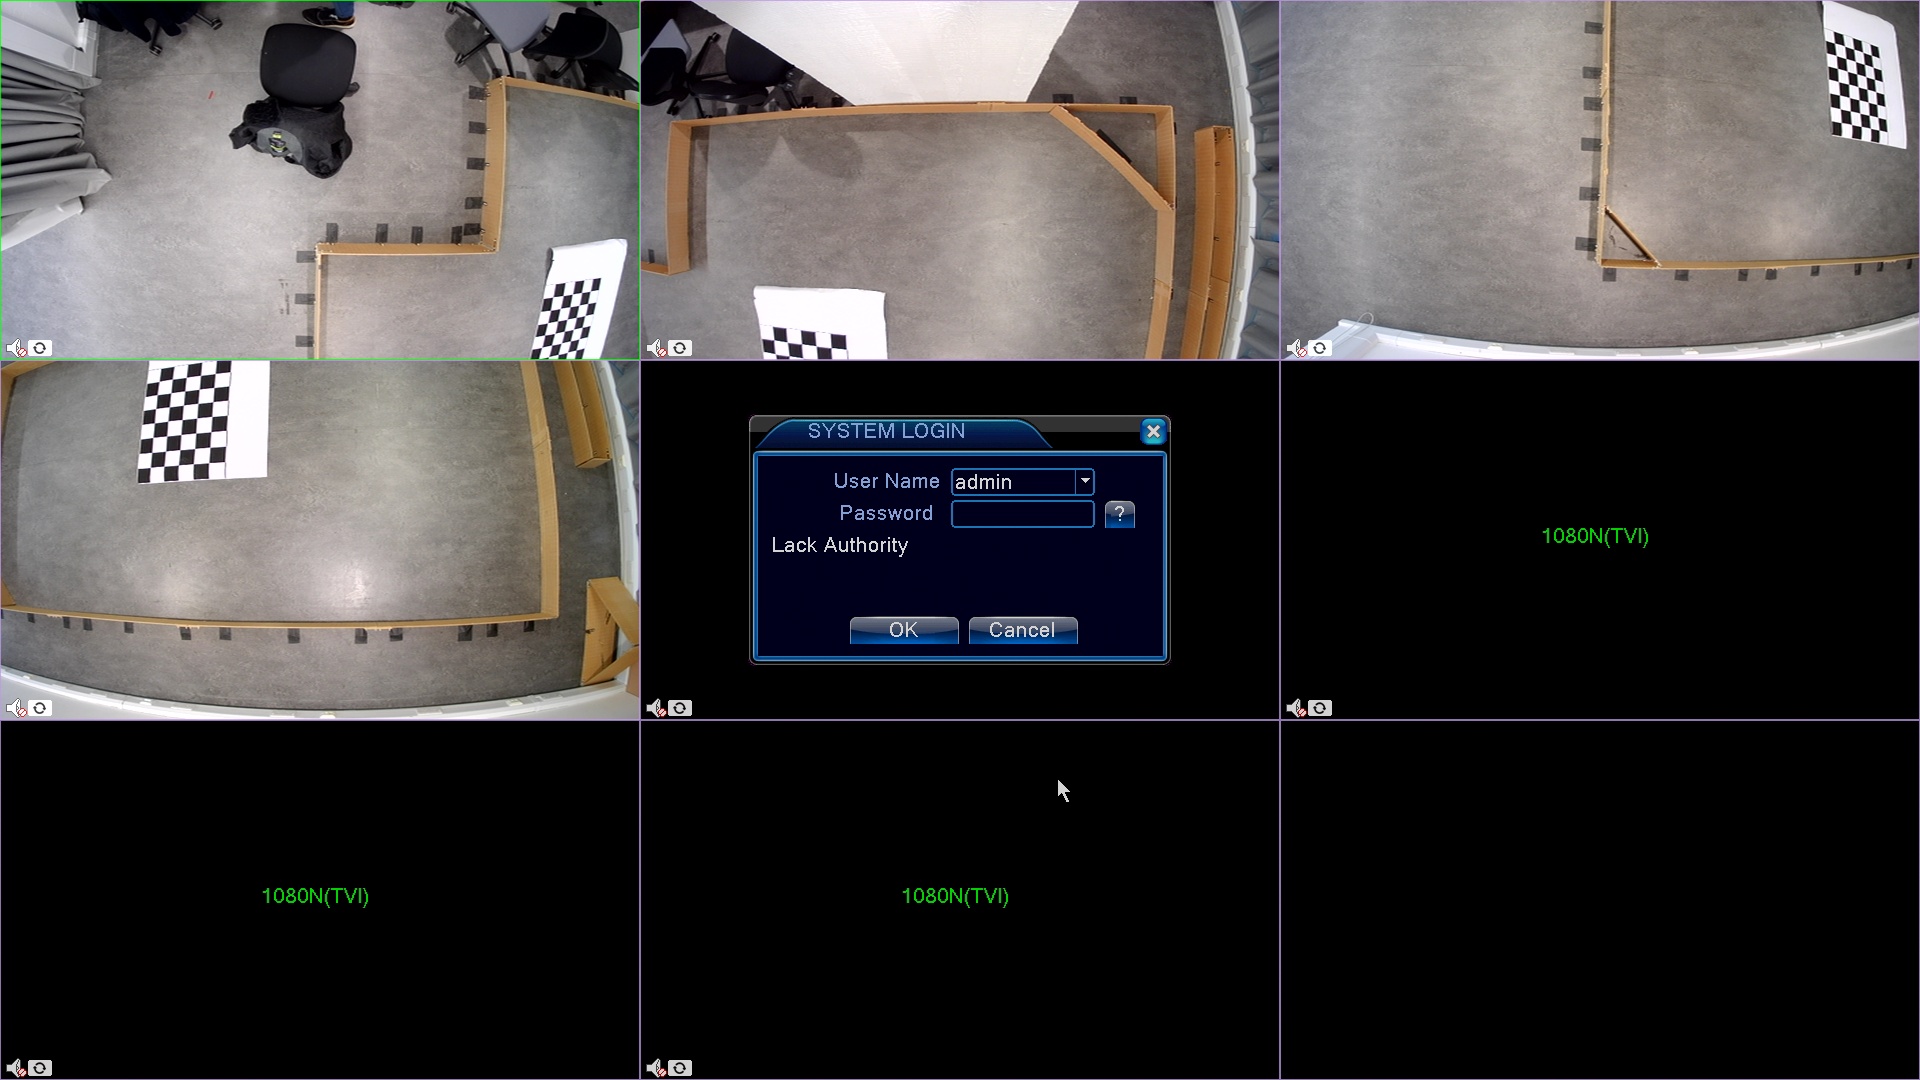 SYSTEM LOGIN
User Name admin
Password ?
Lack Authority
OK Cancel
1080N(TVI)
1080N(TVI)
1080N(TVI)